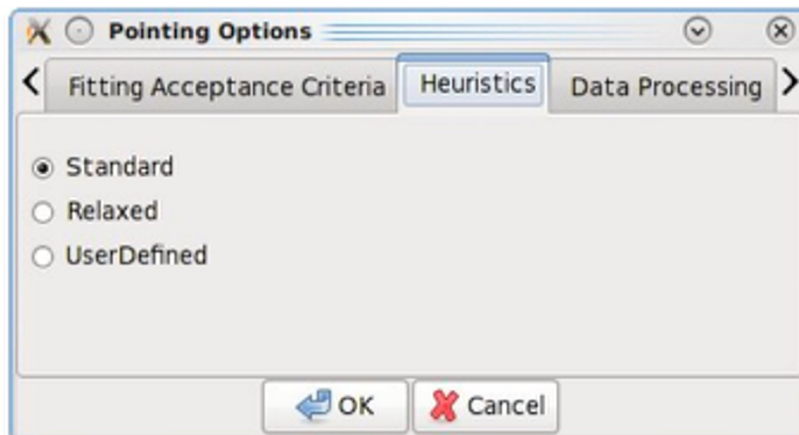 Pointing Options
Fitting Acceptance Criteria Heuristics Data Processing
Standard
Relaxed
UserDefined
OK Cancel